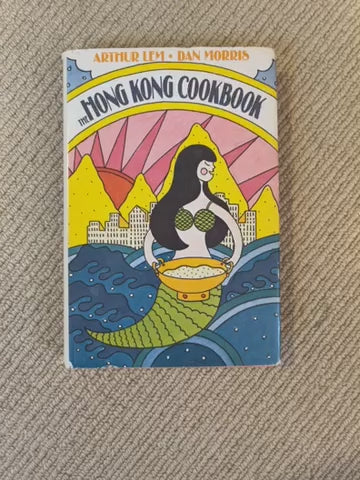 ARTHUR LEM • DAN MORRIS
THE HONG KONG COOKBOOK